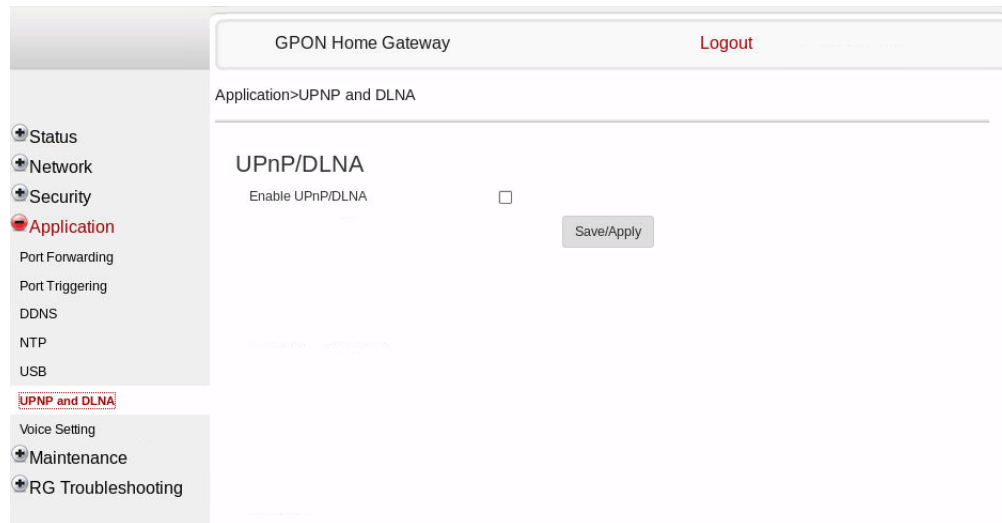 GPON Home Gateway
Logout
Application>UPNP and DLNA
Status
Network
Security
Application
Port Forwarding
Port Triggering
DDNS
NTP
USB
UPNP and DLNA
Voice Setting
Maintenance
RG Troubleshooting
UPnP/DLNA
Enable UPnP/DLNA
Save/Apply